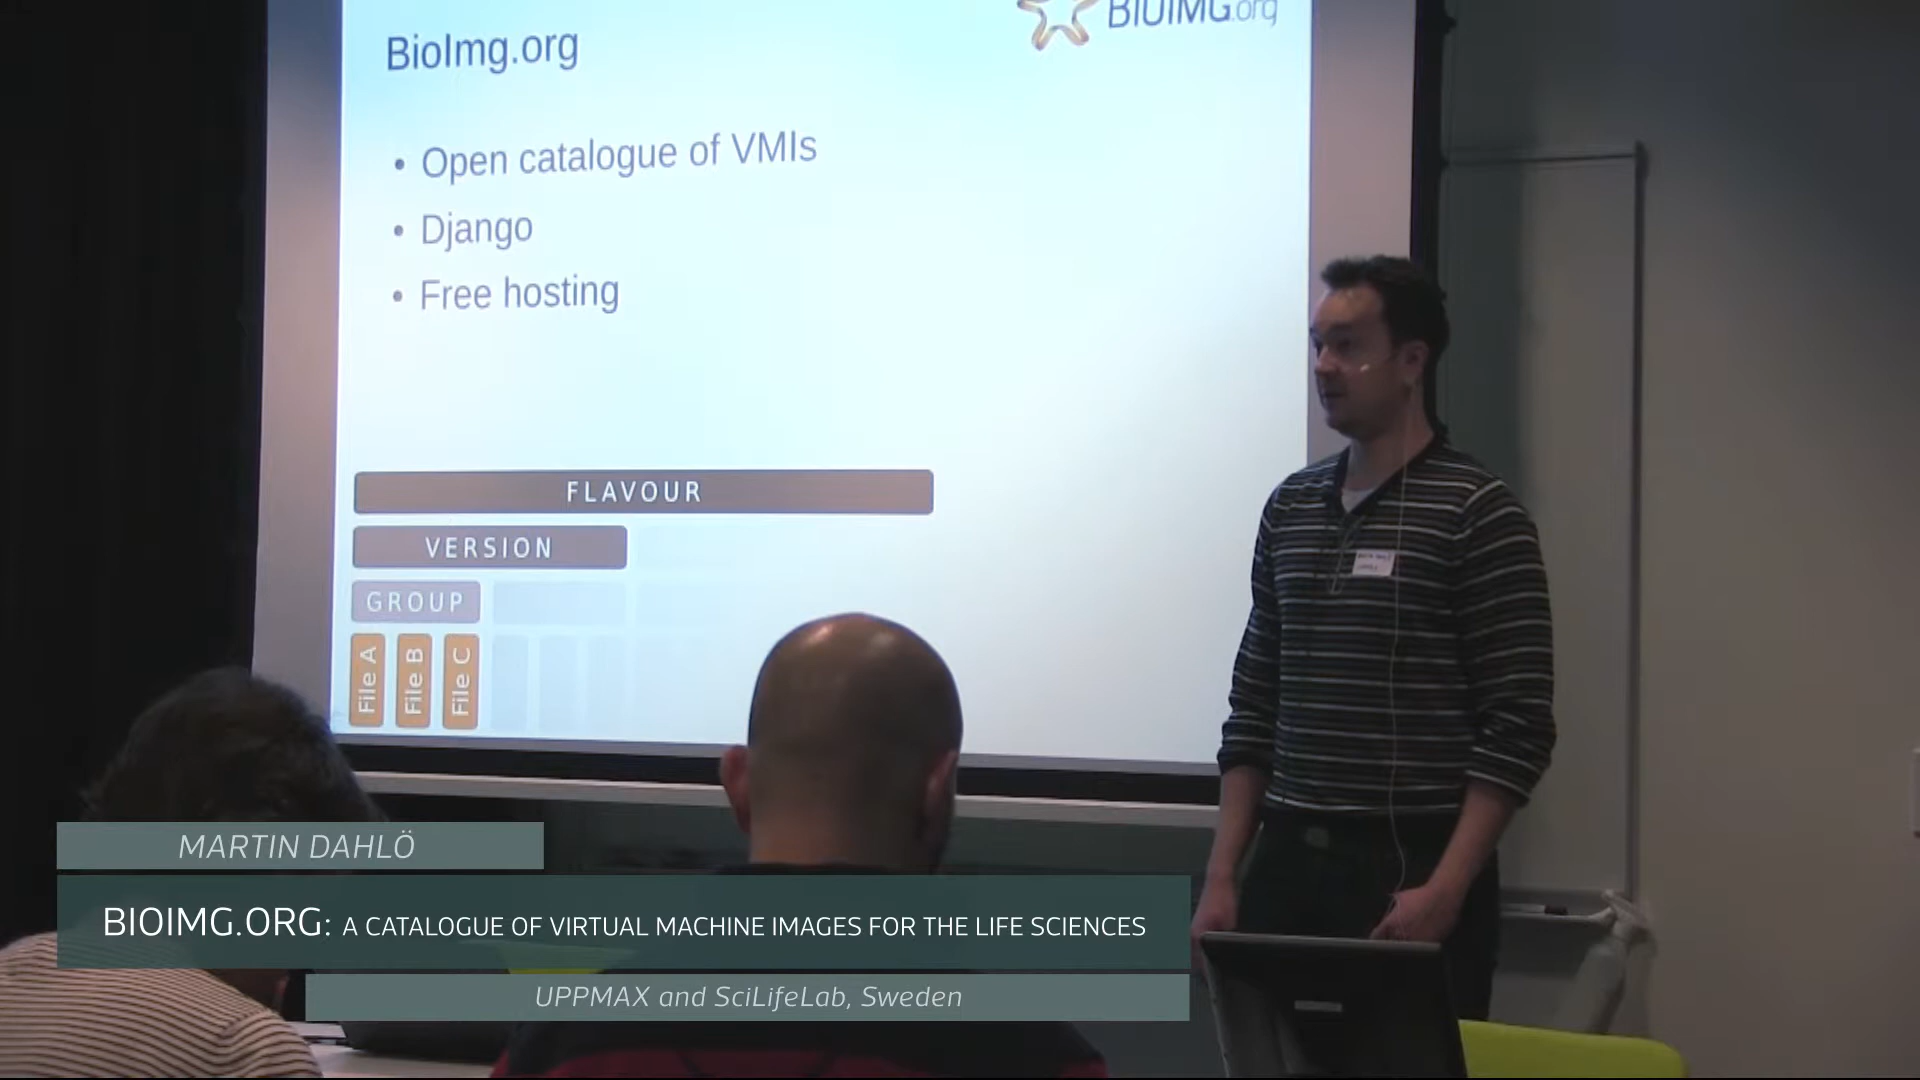 BIOIMG.org
BioImg.org
• Open catalogue of VMIs
• Django
• Free hosting
FLAVOUR
VERSION
GROUP
File A
File B
File C
MARTIN DAHLÖ
BIOIMG.ORG: A CATALOGUE OF VIRTUAL MACHINE IMAGES FOR THE LIFE SCIENCES
UPPMAX and SciLifeLab, Sweden